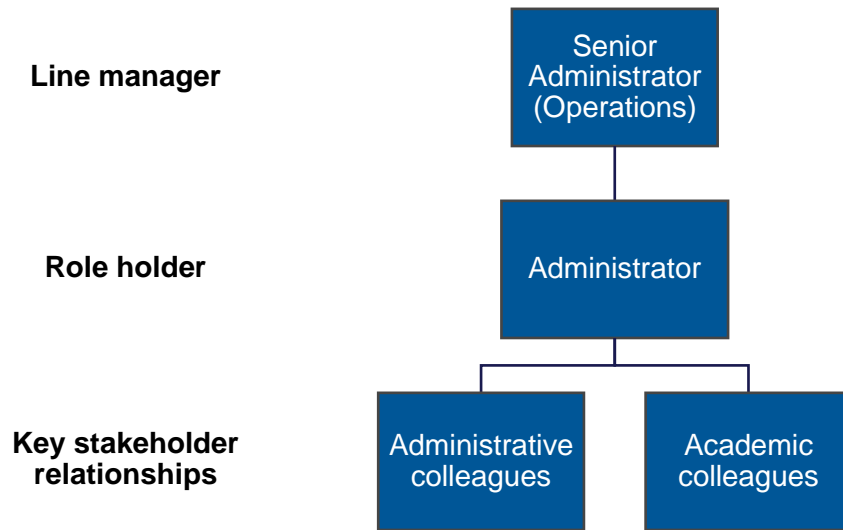 Line manager
Senior
Administrator
(Operations)
Role holder
Administrator
Key stakeholder
relationships
Administrative
colleagues
Academic
colleagues